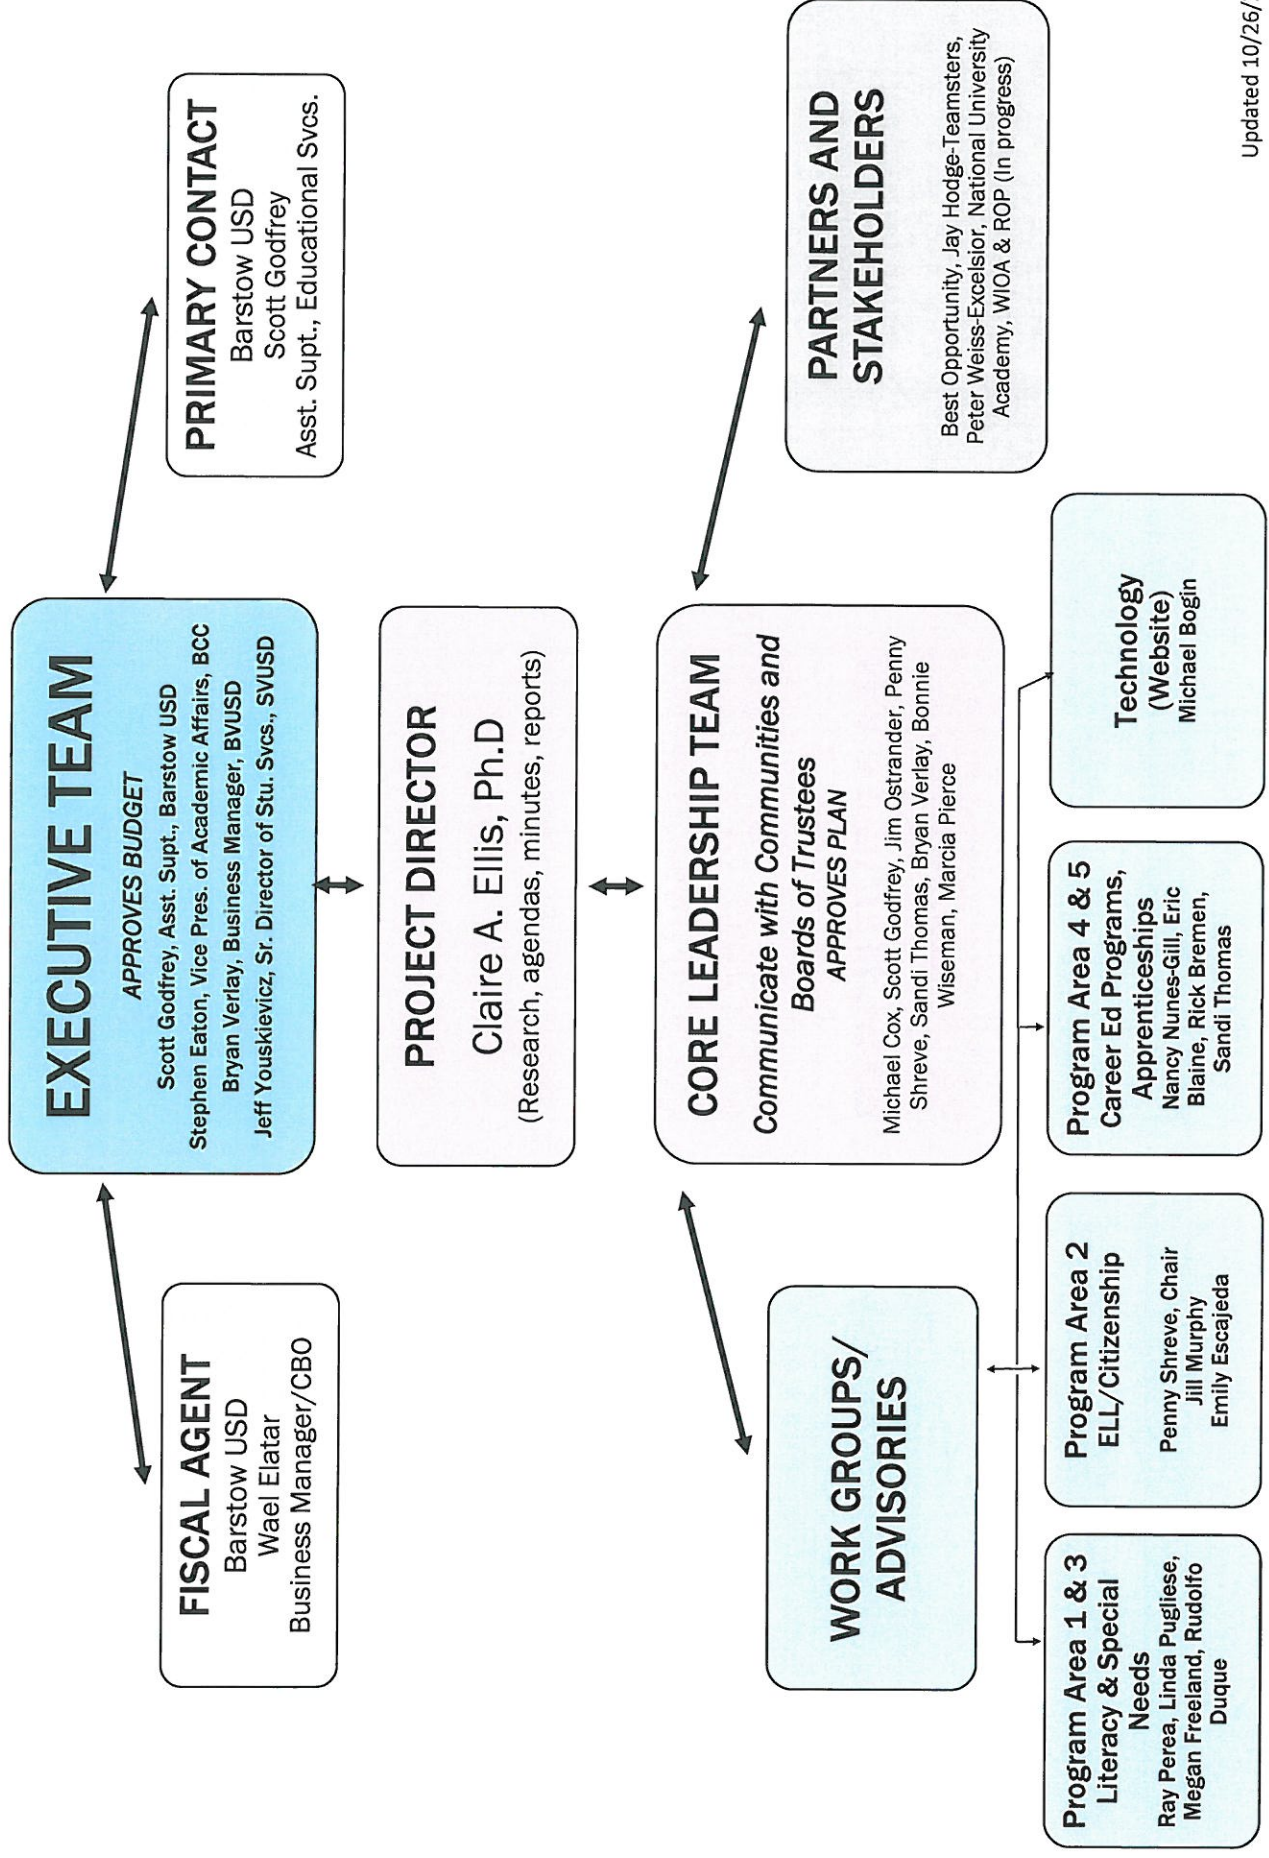 EXECUTIVE TEAM
APPROVES BUDGET
Scott Godfrey, Asst. Supt., Barstow USD
Stephen Eaton, Vice Pres. of Academic Affairs, BCC
Bryan Verlay, Business Manager, BVUSD
Jeff Youskievicz, Sr. Director of Stu. Svcs., SVUSD
FISCAL AGENT
Barstow USD
Wael Elatar
Business Manager/CBO
PRIMARY CONTACT
Barstow USD
Scott Godfrey
Asst. Supt., Educational Svcs.
PROJECT DIRECTOR
Claire A. Ellis, Ph.D
(Research, agendas, minutes, reports)
CORE LEADERSHIP TEAM
Communicate with Communities and
Boards of Trustees
APPROVES PLAN
Michael Cox, Scott Godfrey, Jim Ostrander, Penny
Shreve, Sandi Thomas, Bryan Verlay, Bonnie
Wiseman, Marcia Pierce
WORK GROUPS/
ADVISORIES
PARTNERS AND
STAKEHOLDERS
Best Opportunity, Jay Hodge-Teamsters,
Peter Weiss-Excelsior, National University
Academy, WIOA & ROP (In progress)
Program Area 1 & 3
Literacy & Special
Needs
Ray Perea, Linda Pugliese,
Megan Freeland, Rudolfo
Duque
Program Area 2
ELL/Citizenship
Penny Shreve, Chair
Jill Murphy
Emily Escajeda
Program Area 4 & 5
Career Ed Programs,
Apprenticeships
Nancy Nunes-Gill, Eric
Blaine, Rick Bremen,
Sandi Thomas
Technology
(Website)
Michael Bogin
Updated 10/26/